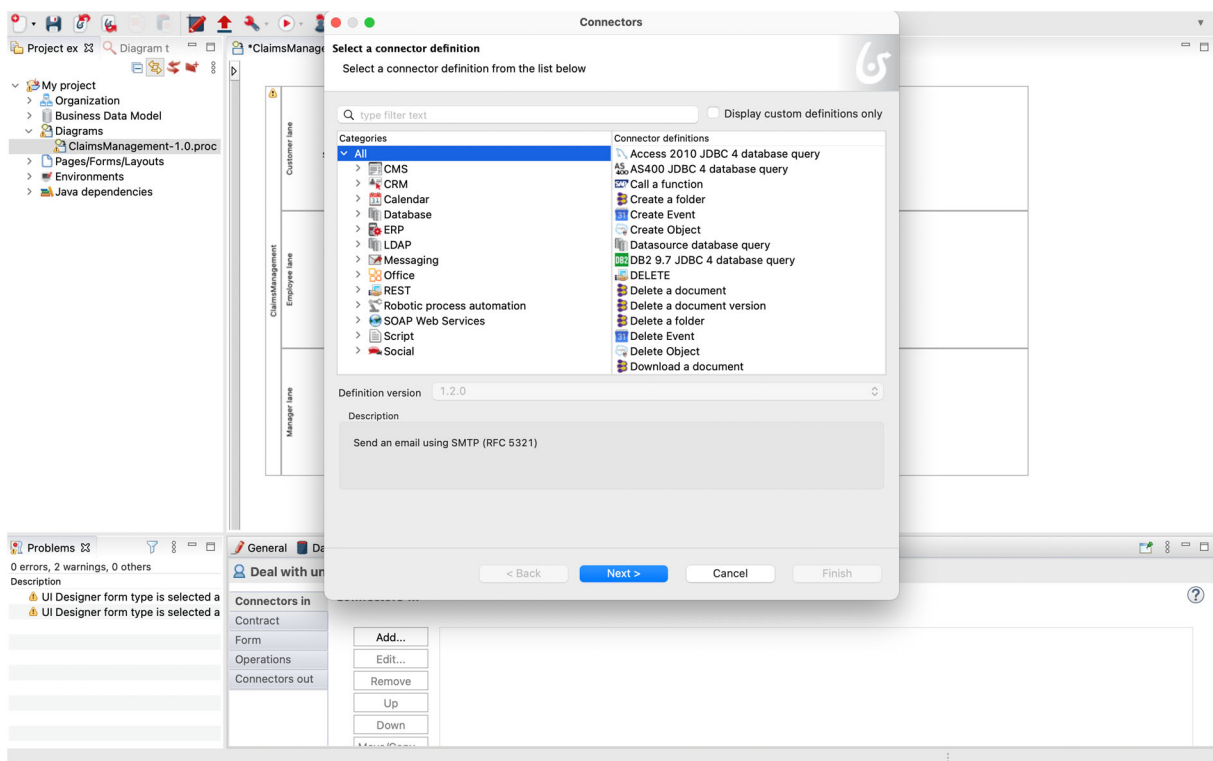 Connectors
Project ex
Diagram t
*ClaimsManage
My project
Organization
Business Data Model
Diagrams
ClaimsManagement-1.0.proc
Pages/Forms/Layouts
Environments
Java dependencies
ClaimsManagement
Customer lane
Employee lane
Manager lane
Select a connector definition
Select a connector definition from the list below
type filter text
Display custom definitions only
Categories
All
CMS
CRM
Calendar
Database
ERP
LDAP
Messaging
Office
REST
Robotic process automation
SOAP Web Services
Script
Social
Connector definitions
Access 2010 JDBC 4 database query
AS400 JDBC 4 database query
Call a function
Create a folder
Create Event
Create Object
Datasource database query
DB2 9.7 JDBC 4 database query
DELETE
Delete a document
Delete a document version
Delete a folder
Delete Event
Delete Object
Download a document
Definition version 1.2.0
Description
Send an email using SMTP (RFC 5321)
< Back
Next >
Cancel
Finish
Problems
0 errors, 2 warnings, 0 others
Description
UI Designer form type is selected a
UI Designer form type is selected a
General
Da
Deal with un
Connectors in
Contract
Form
Operations
Connectors out
Add...
Edit...
Remove
Up
Down